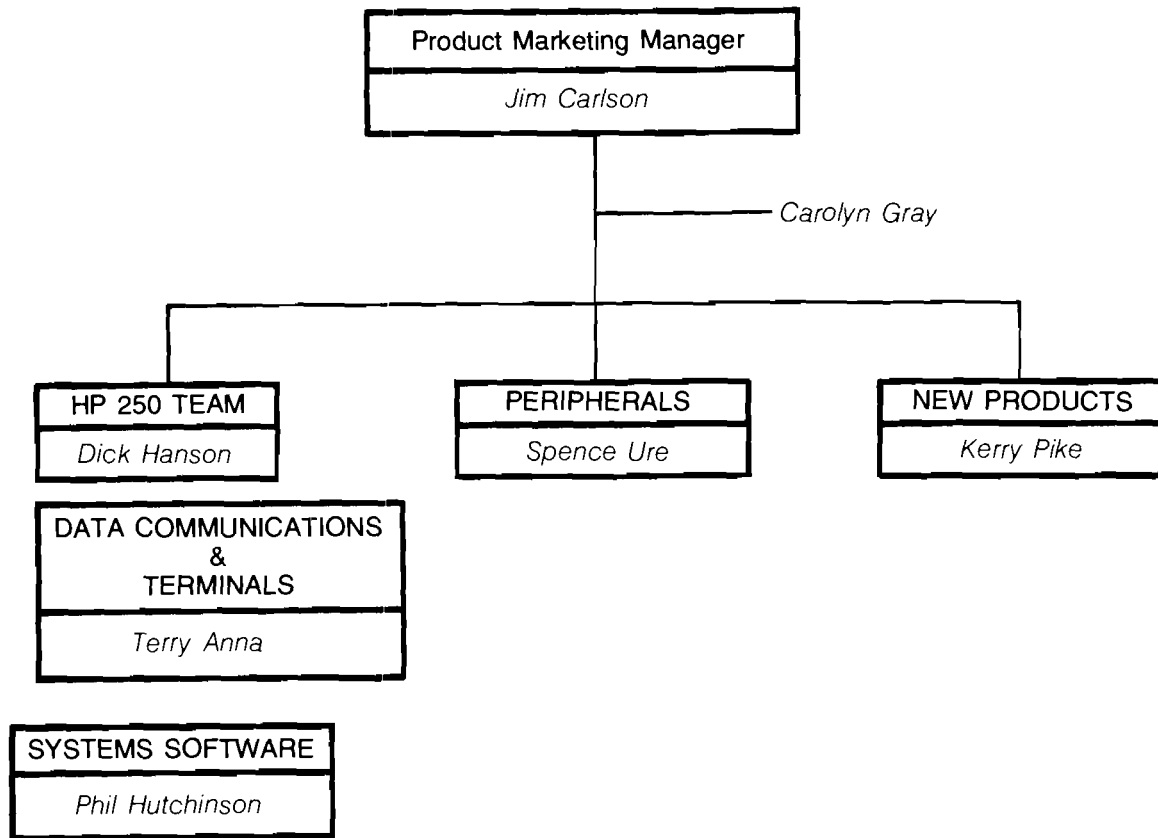 Product Marketing Manager
Jim Carlson
Carolyn Gray
HP 250 TEAM
Dick Hanson
PERIPHERALS
Spence Ure
NEW PRODUCTS
Kerry Pike
DATA COMMUNICATIONS
&
TERMINALS
Terry Anna
SYSTEMS SOFTWARE
Phil Hutchinson